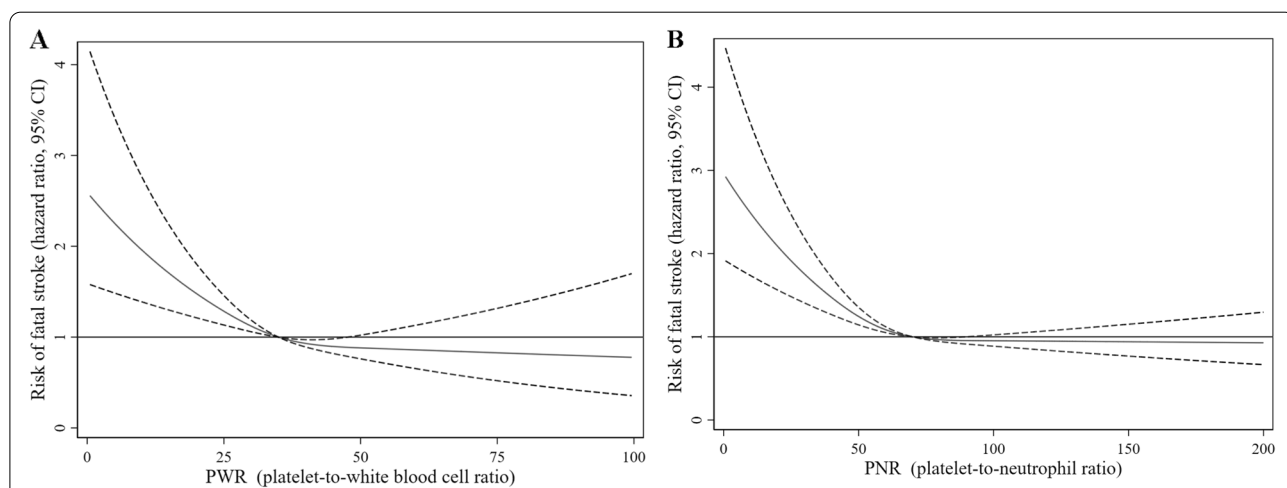 A
Risk of fatal stroke (hazard ratio, 95% CI)
4
3
2
1
0
0 25 50 75 100
PWR (platelet-to-white blood cell ratio)
B
Risk of fatal stroke (hazard ratio, 95% CI)
4
3
2
1
0
0 50 100 150 200
PNR (platelet-to-neutrophil ratio)